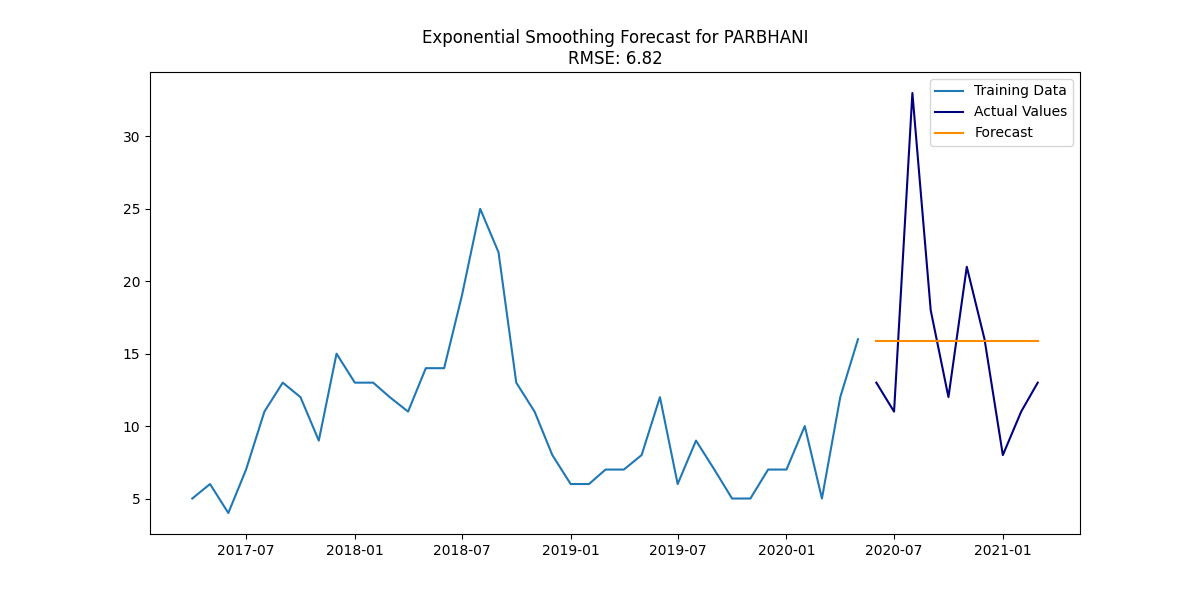 Exponential Smoothing Forecast for PARBHANI
RMSE: 6.82
Training Data
Actual Values
Forecast
30
25
20
15
10
5
2017-07 2018-01 2018-07 2019-01 2019-07 2020-01 2020-07 2021-01